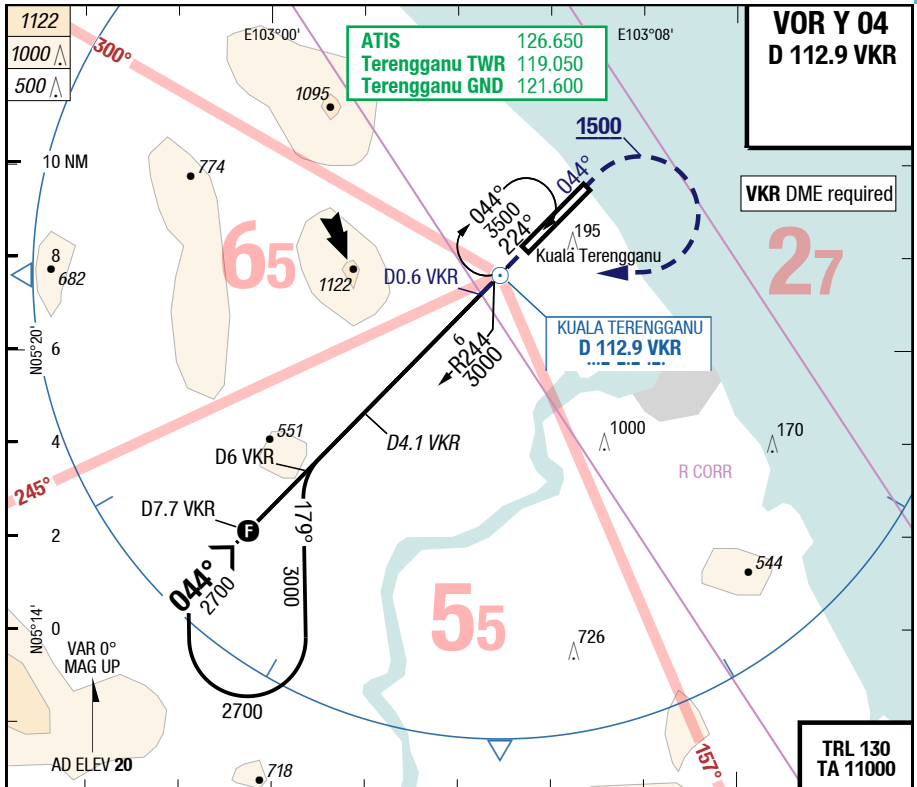 1122
1000
500
300°
E103°00'
ATIS 126.650
Terengganu TWR 119.050
Terengganu GND 121.600
E103°08'
VOR Y 04
D 112.9 VKR
1095
1500
10 NM
774
VKR DME required
044°
3500
224°
044°
195
Kuala Terengganu
65
27
8
682
1122
D0.6 VKR
KUALA TERENGGANU
D 112.9 VKR
N05°20'
6
6
R244
3000
4
551
D4.1 VKR
1000
170
D6 VKR
R CORR
245°
D7.7 VKR
F
179°
3000
2
044°
2700
544
55
N05°14'
0
VAR 0°
MAG UP
726
2700
AD ELEV 20
718
157°
TRL 130
TA 11000